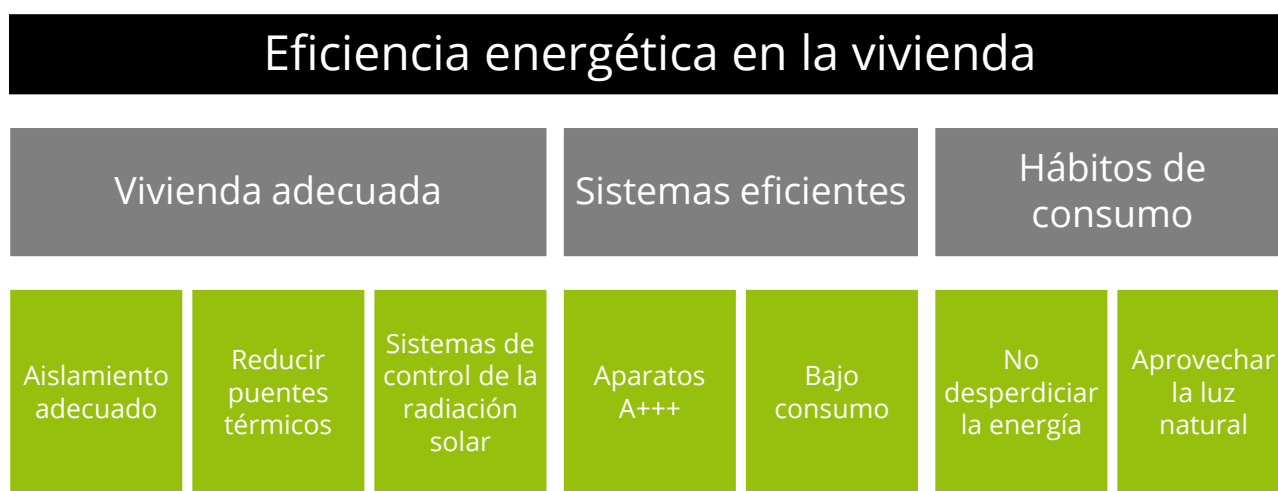 Eficiencia energética en la vivienda
Vivienda adecuada
Sistemas eficientes
Hábitos de
consumo
Aislamiento
adecuado
Reducir
puentes
térmicos
Sistemas de
control de la
radiación
solar
Aparatos
A+++
Bajo
consumo
No
desperdiciar
la energía
Aprovechar
la luz
natural